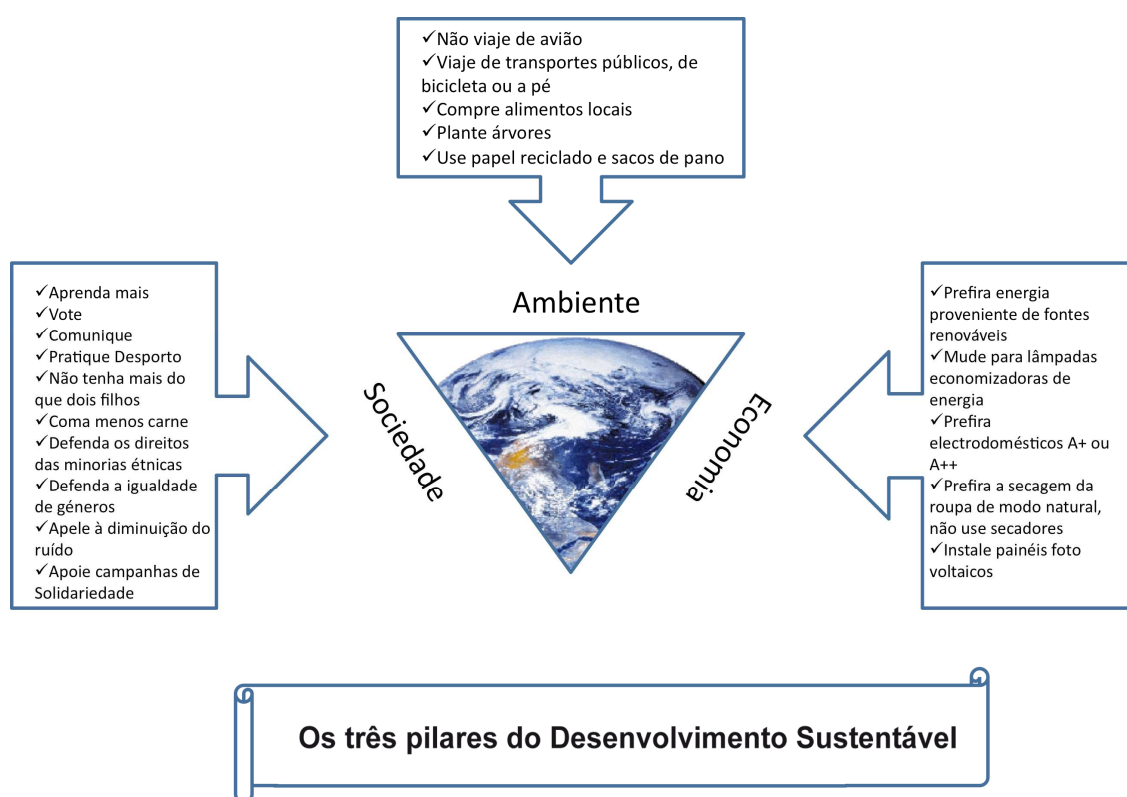 ✓Não viaje de avião
✓Viaje de transportes públicos, de
bicicleta ou a pé
✓Compre alimentos locais
✓Plante árvores
✓Use papel reciclado e sacos de pano
Ambiente
✓Aprenda mais
✓Vote
✓Comunique
✓Pratique Desporto
✓Não tenha mais do
que dois filhos
✓Coma menos carne
✓Defenda os direitos
das minorias étnicas
✓Defenda a igualdade
de géneros
✓Apele à diminuição do
ruído
✓Apoie campanhas de
Solidariedade
Sociedade
Economia
✓Prefira energia
proveniente de fontes
renováveis
✓Mude para lâmpadas
economizadoras de
energia
✓Prefira
electrodomésticos A+ ou
A++
✓Prefira a secagem da
roupa de modo natural,
não use secadores
✓Instale painéis foto
voltaicos
Os três pilares do Desenvolvimento Sustentável